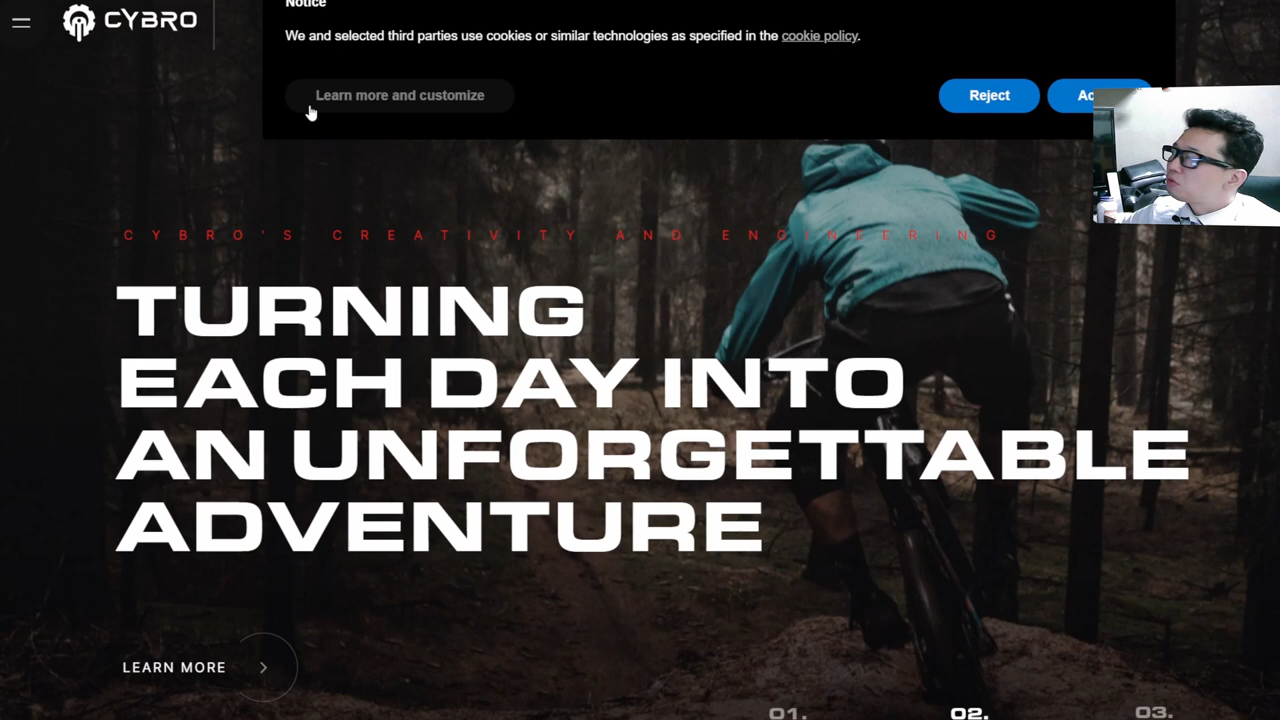 Notice
CYBRO
We and selected third parties use cookies or similar technologies as specified in the cookie policy.
Learn more and customize
Reject
CYBRO'S CREATIVITY AND ENGINEERING
TURNING
EACH DAY INTO
AN UNFORGETTABLE
ADVENTURE
LEARN MORE
01.
02.
03.